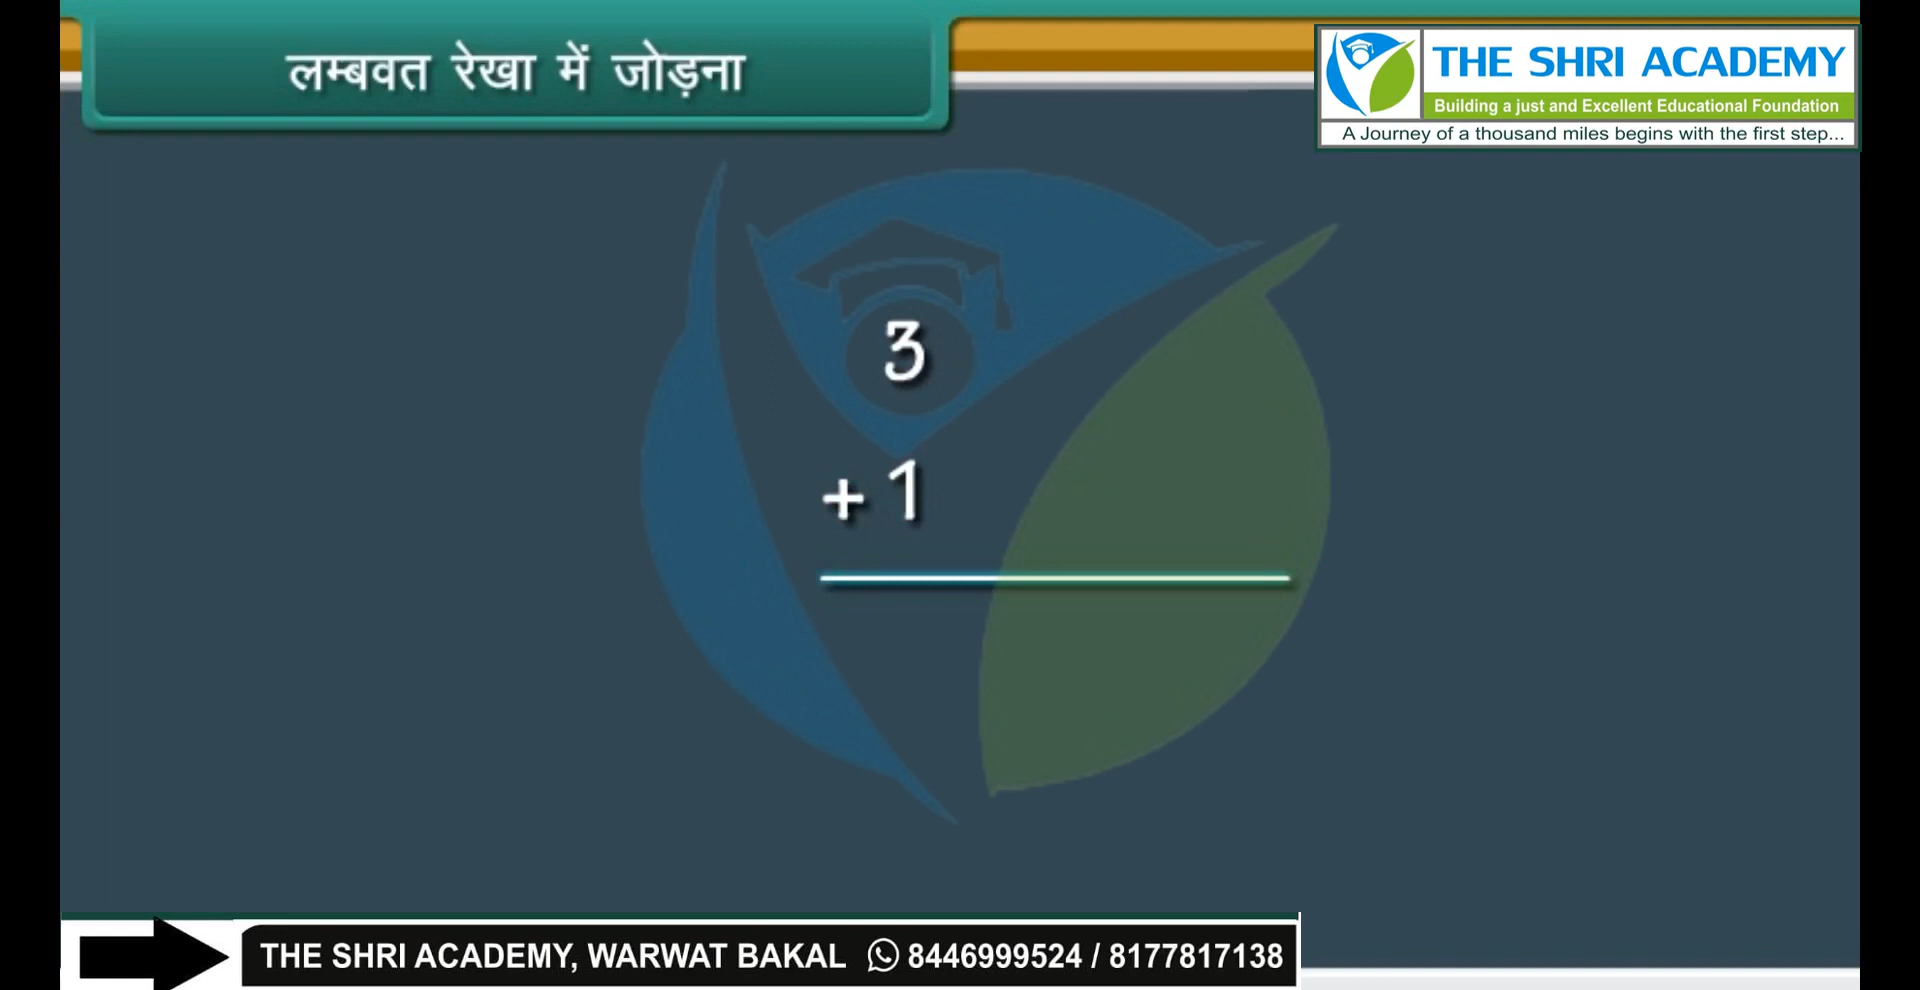 लम्बवत रेखा में जोड़ना
THE SHRI ACADEMY
Building a just and Excellent Educational Foundation
A Journey of a thousand miles begins with the first step...
3
+ 1
THE SHRI ACADEMY, WARWAT BAKAL 8446999524 / 8177817138